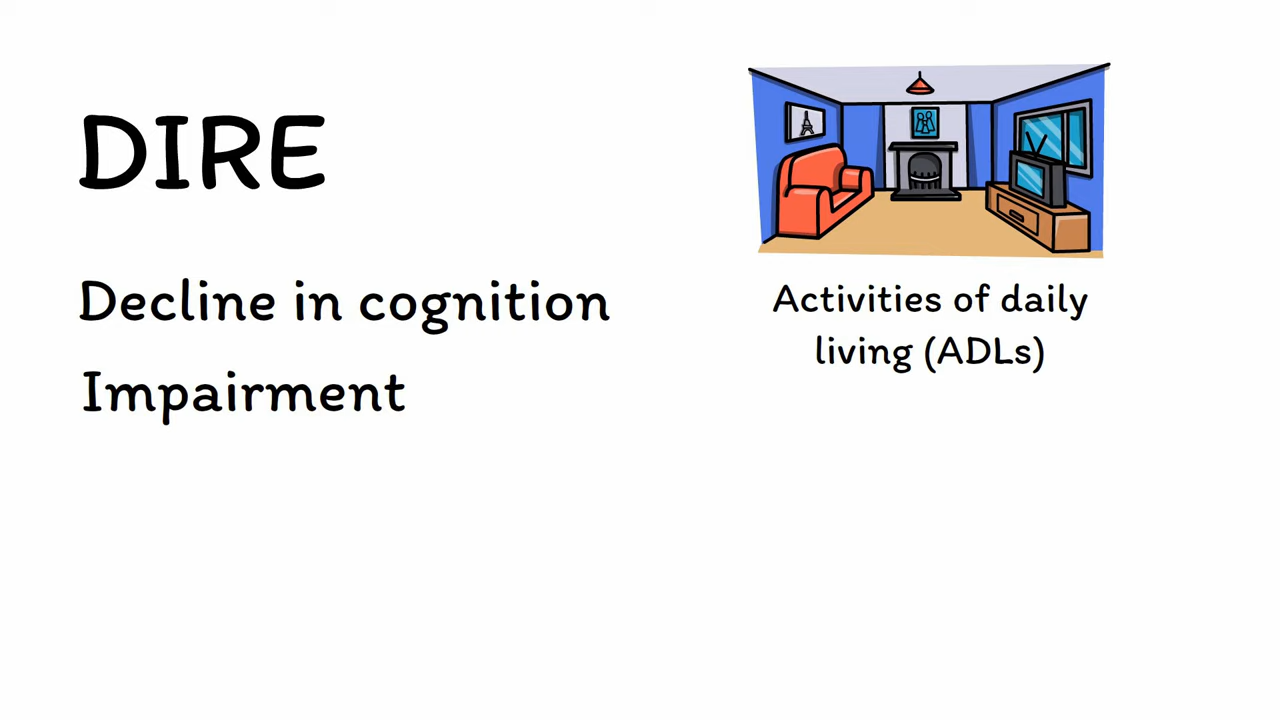 DIRE
Decline in cognition
Impairment
Activities of daily
living (ADLs)